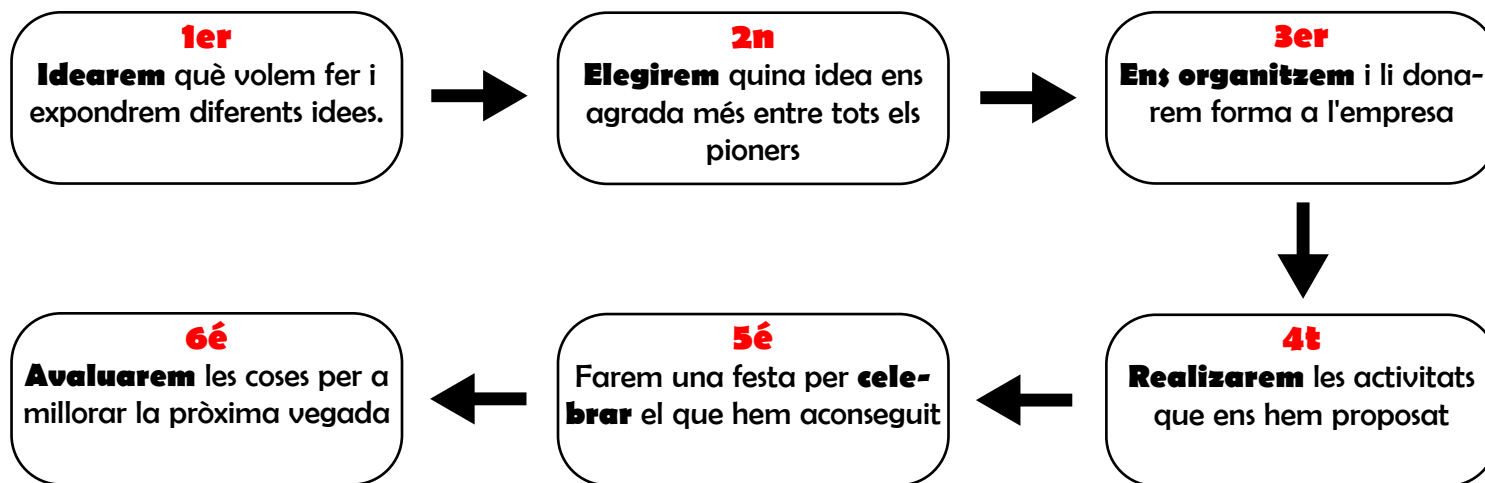 1er
Idearem què volem fer i
expondrem diferents idees.
2n
Elegirem quina idea ens
agrada més entre tots els
pioners
3er
Ens organitzem i li dona-
rem forma a l'empresa
4t
Realizarem les activitats
que ens hem proposat
5é
Farem una festa per cele-
brar el que hem aconseguit
6é
Avaluarem les coses per a
millorar la pròxima vegada